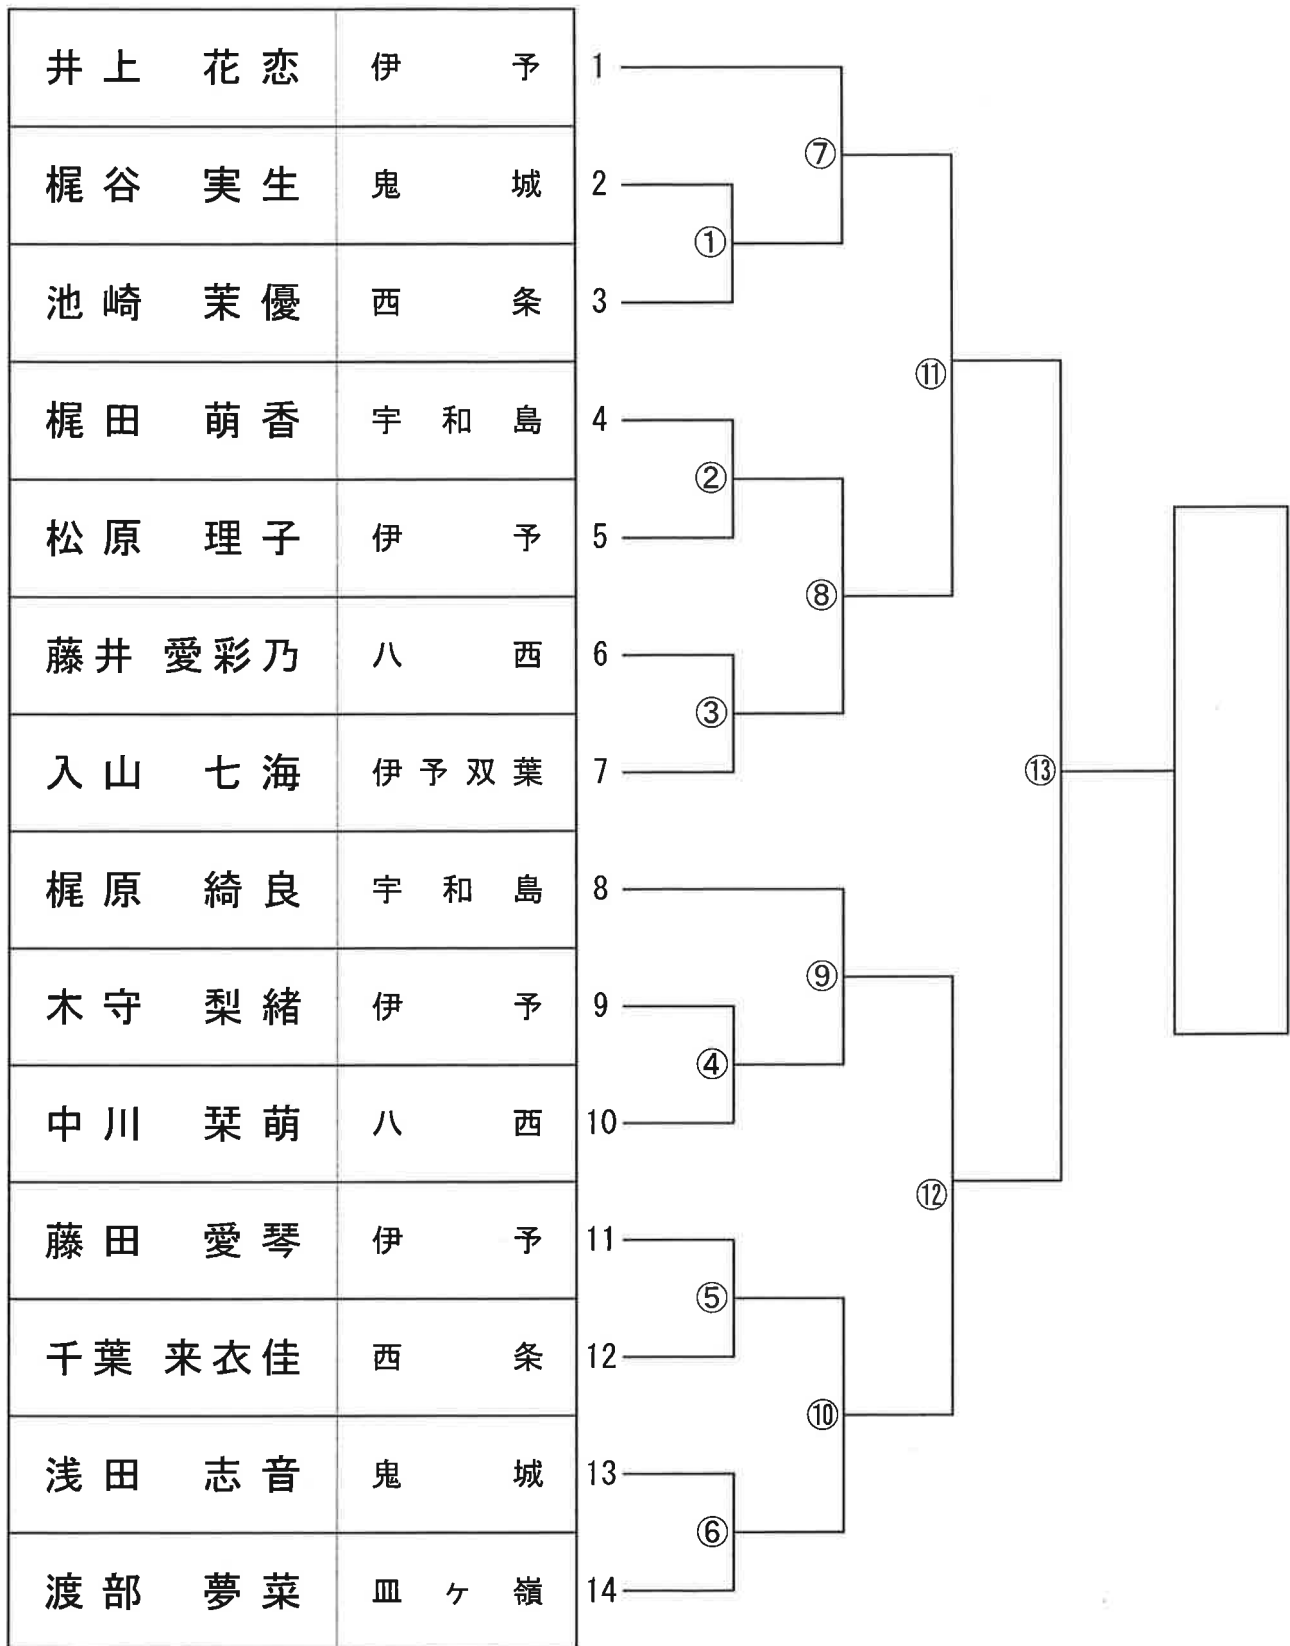 井上 花恋 伊予 1
梶谷 実生 鬼城 2
池崎 茉優 西条 3
梶田 萌香 宇和島 4
松原 理子 伊予 5
藤井 愛彩乃 八西 6
入山 七海 伊予双葉 7
梶原 綺良 宇和島 8
木守 梨緒 伊予 9
中川 栞萌 八西 10
藤田 愛琴 伊予 11
千葉 来衣佳 西条 12
浅田 志音 鬼城 13
渡部 夢菜 皿ヶ嶺 14
①
②
③
④
⑤
⑥
⑦
⑧
⑨
⑩
⑪
⑫
⑬